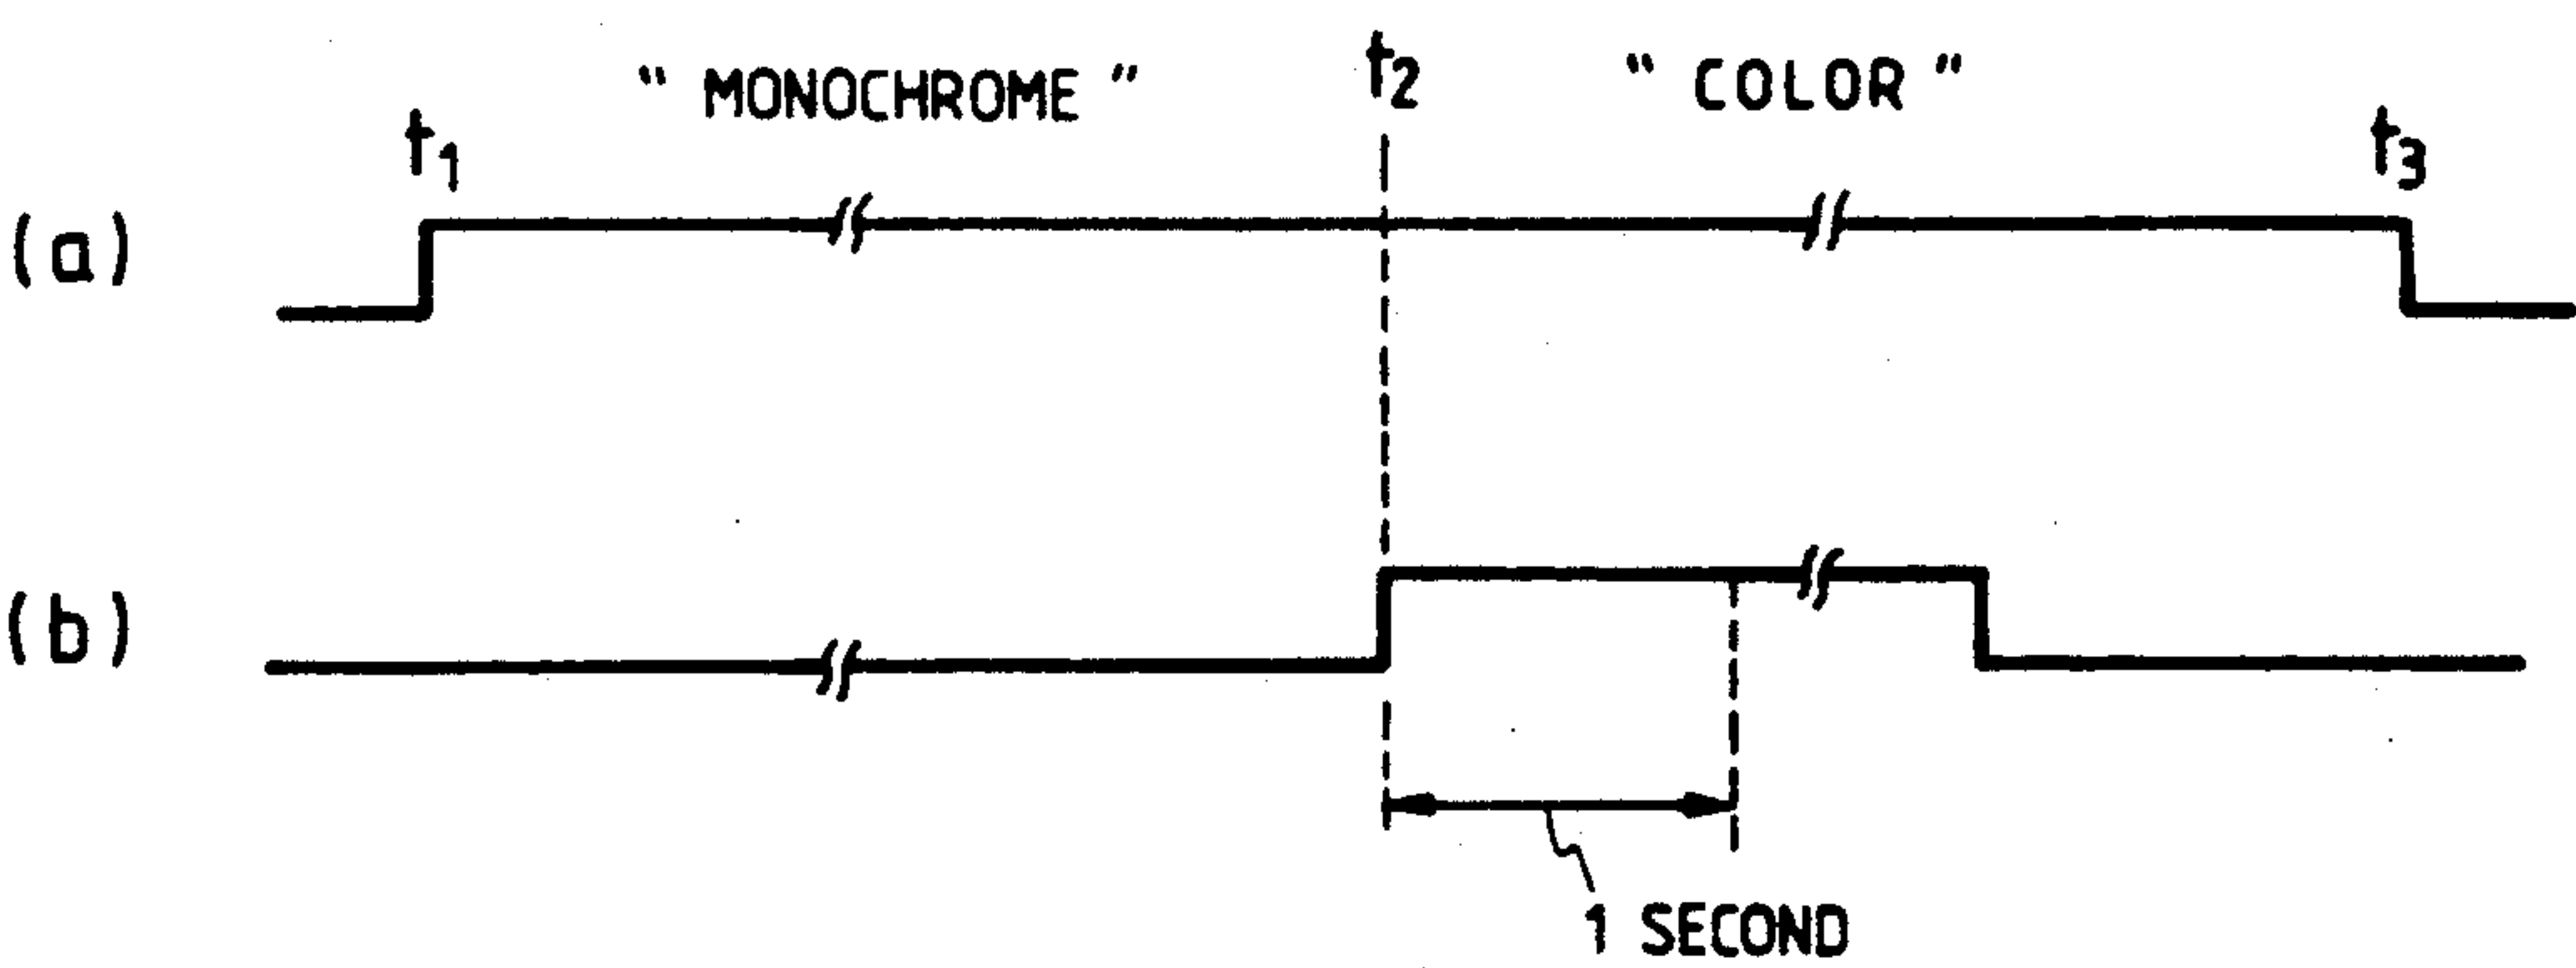 " MONOCHROME "
t2
" COLOR "
t1
t3
(a)
(b)
1 SECOND